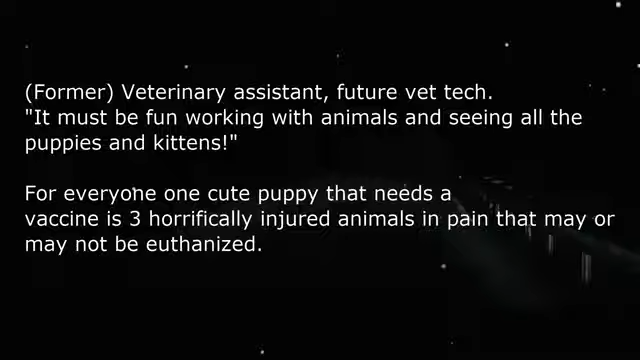 (Former) Veterinary assistant, future vet tech.
"It must be fun working with animals and seeing all the
puppies and kittens!"
For everyone one cute puppy that needs a
vaccine is 3 horrifically injured animals in pain that may or
may not be euthanized.